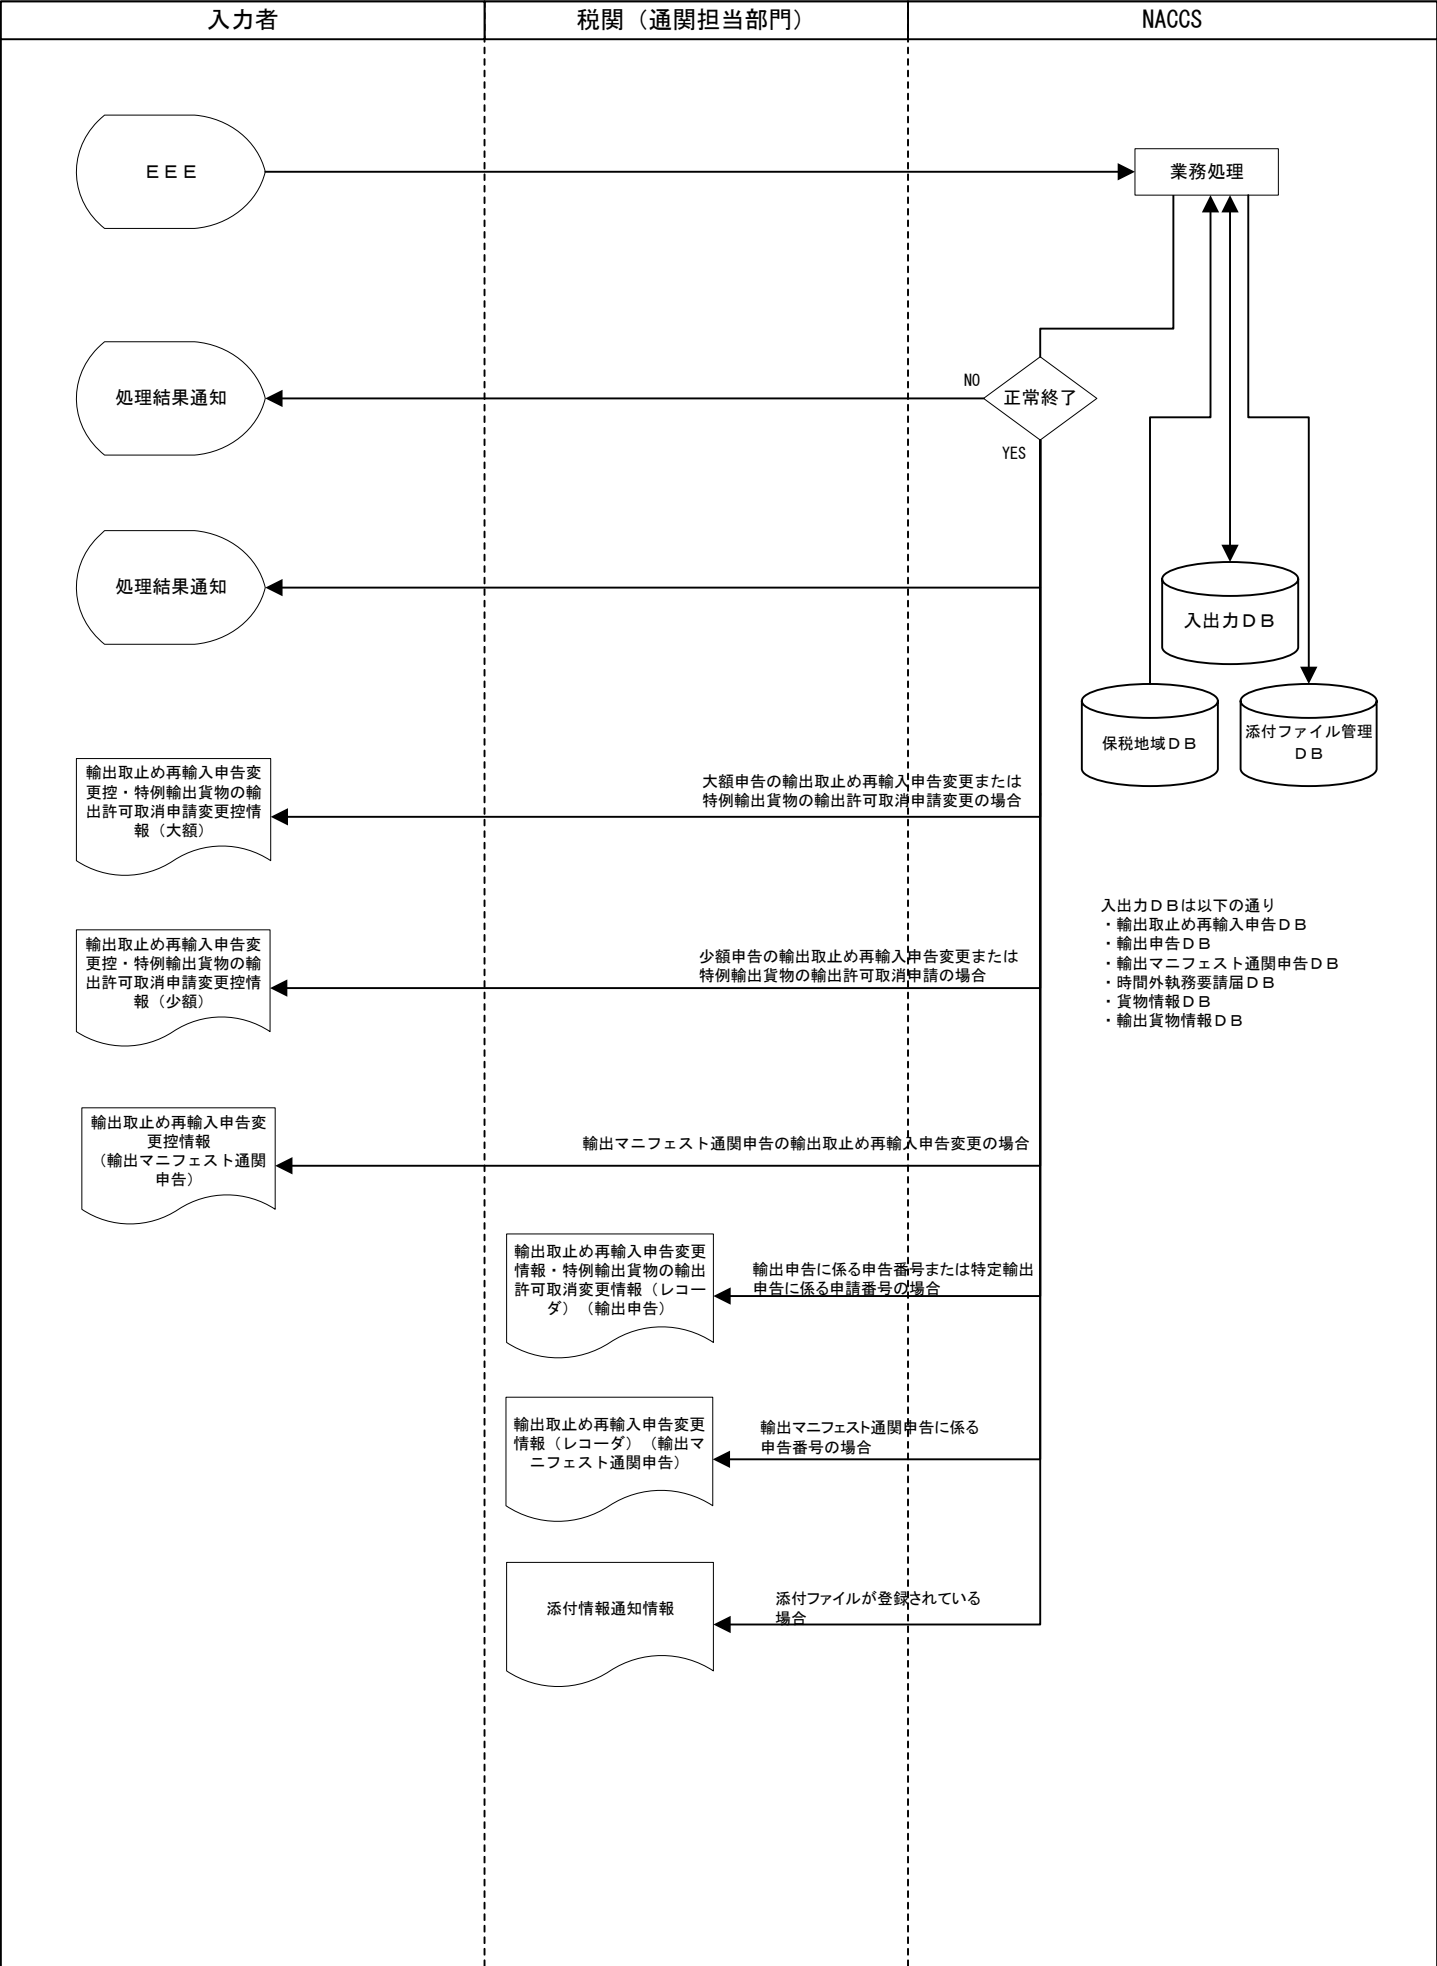 入力者
税関（通関担当部門）
NACCS
ＥＥＥ
業務処理
処理結果通知
NO
正常終了
YES
処理結果通知
入出力ＤＢ
保税地域ＤＢ
添付ファイル管理
ＤＢ
輸出取止め再輸入申告変
更控・特例輸出貨物の輸
出許可取消申請変更控情
報（大額）
大額申告の輸出取止め再輸入申告変更または
特例輸出貨物の輸出許可取消申請変更の場合
入出力ＤＢは以下の通り
・輸出取止め再輸入申告ＤＢ
・輸出申告ＤＢ
・輸出マニフェスト通関申告ＤＢ
・時間外執務要請届ＤＢ
・貨物情報ＤＢ
・輸出貨物情報ＤＢ
輸出取止め再輸入申告変
更控・特例輸出貨物の輸
出許可取消申請変更控情
報（少額）
少額申告の輸出取止め再輸入申告変更または
特例輸出貨物の輸出許可取消申請の場合
輸出取止め再輸入申告変
更控情報
（輸出マニフェスト通関
申告）
輸出マニフェスト通関申告の輸出取止め再輸入申告変更の場合
輸出取止め再輸入申告変更
情報・特例輸出貨物の輸出
許可取消変更情報（レコー
ダ）（輸出申告）
輸出申告に係る申告番号または特定輸出
申告に係る申請番号の場合
輸出取止め再輸入申告変更
情報（レコーダ）（輸出マ
ニフェスト通関申告）
輸出マニフェスト通関申告に係る
申告番号の場合
添付情報通知情報
添付ファイルが登録されている
場合